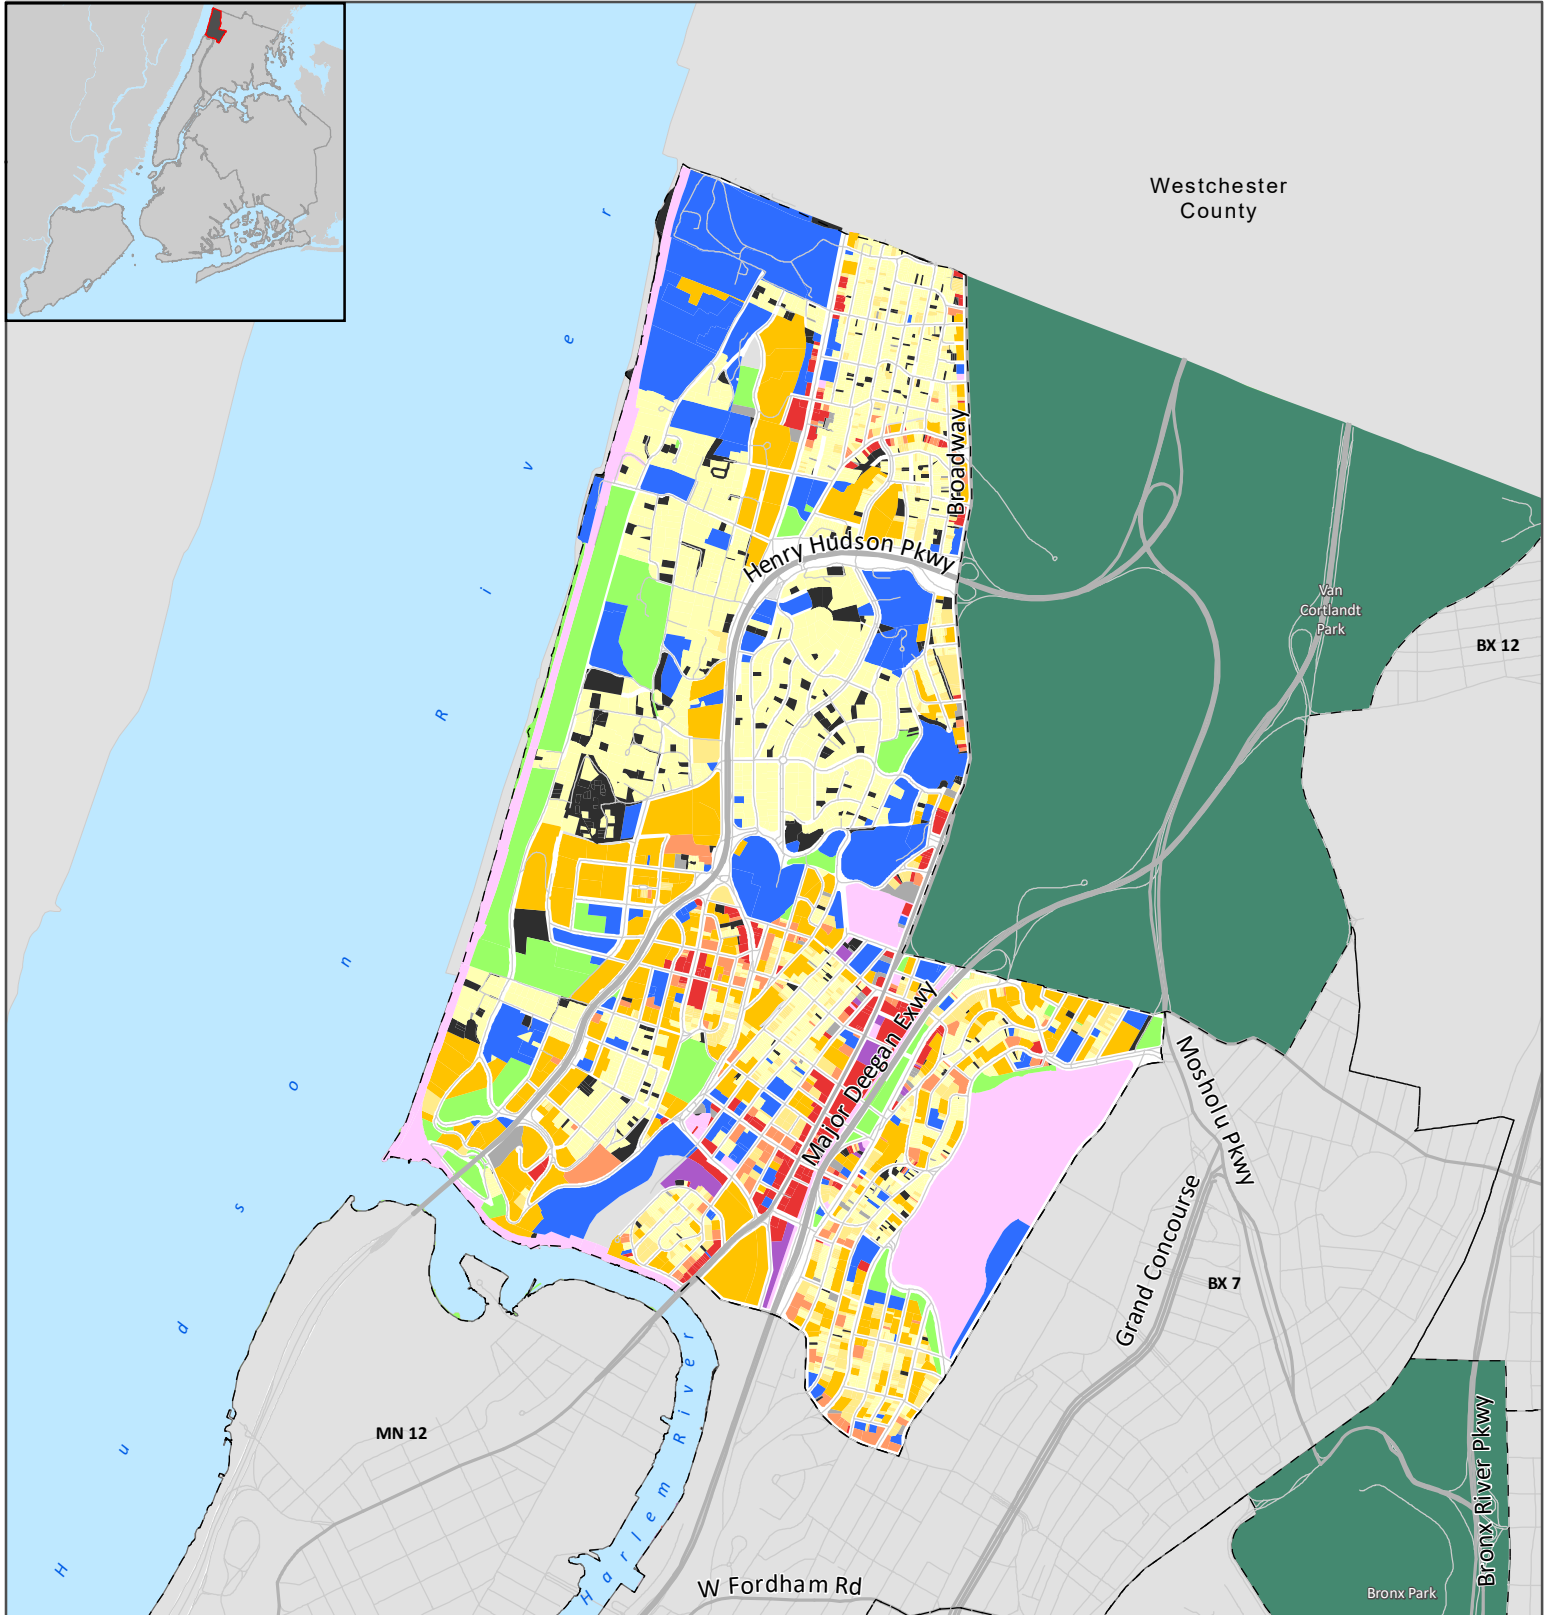 Westchester
County
Hudson River
Broadway
Henry Hudson Pkwy
Van
Cortlandt
Park
BX 12
Major Deegan Exwy
Mosholu Pkwy
Grand Concourse
BX 7
MN 12
Harlem River
Bronx River Pkwy
W Fordham Rd
Bronx Park